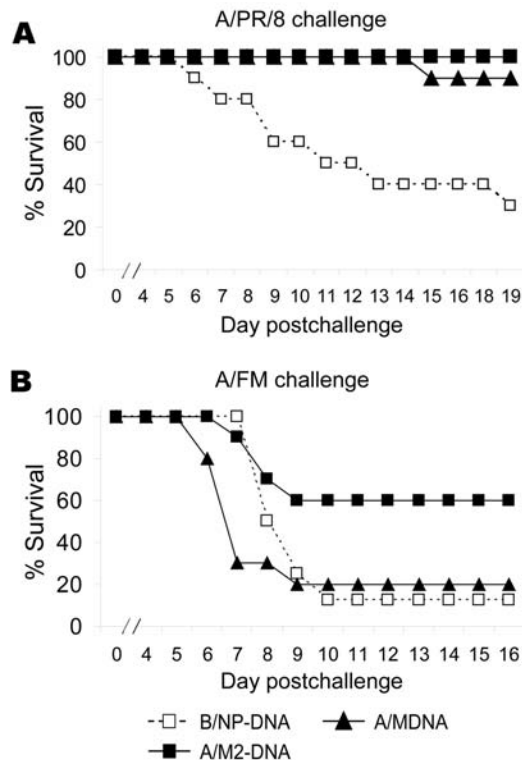 A
A/PR/8 challenge
% Survival
100
80
60
40
20
0
0 // 4 5 6 7 8 9 10 11 12 13 14 15 16 18 19
Day postchallenge
B
A/FM challenge
% Survival
100
80
60
40
20
0
0 // 4 5 6 7 8 9 10 11 12 13 14 15 16
Day postchallenge
B/NP-DNA A/MDNA
A/M2-DNA